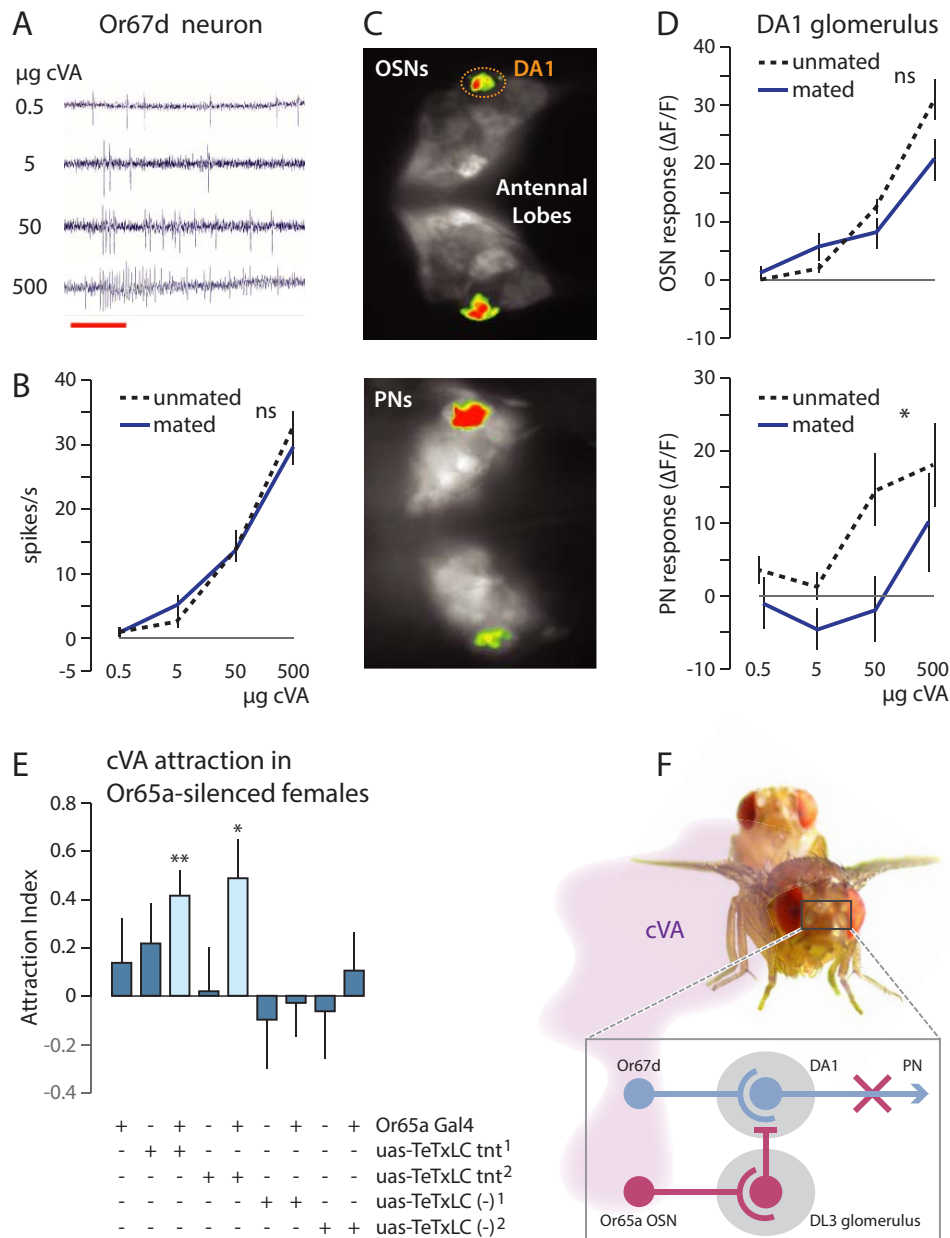 A
Or67d neuron
µg cVA
0.5
5
50
500
B
40
30
20
10
0
-5
spikes/s
unmated
mated
ns
0.5 5 50 500
µg cVA
C
OSNs
DA1
Antennal
Lobes
PNs
D
DA1 glomerulus
40
30
20
10
0
-10
OSN response (ΔF/F)
unmated
mated
ns
30
20
10
0
-10
PN response (ΔF/F)
unmated
mated
*
0.5 5 50 500
µg cVA
E
cVA attraction in
Or65a-silenced females
0.8
0.6
0.4
0.2
0
-0.2
-0.4
Attraction Index
**
*
+ - + - + - + - + Or65a Gal4
- + + - - - - - - uas-TeTxLC tnt¹
- - - + + - - - - uas-TeTxLC tnt²
- - - - - + + - - uas-TeTxLC (-)¹
- - - - - - - + + uas-TeTxLC (-)²
F
cVA
Or67d
DA1
PN
Or65a OSN
DL3 glomerulus